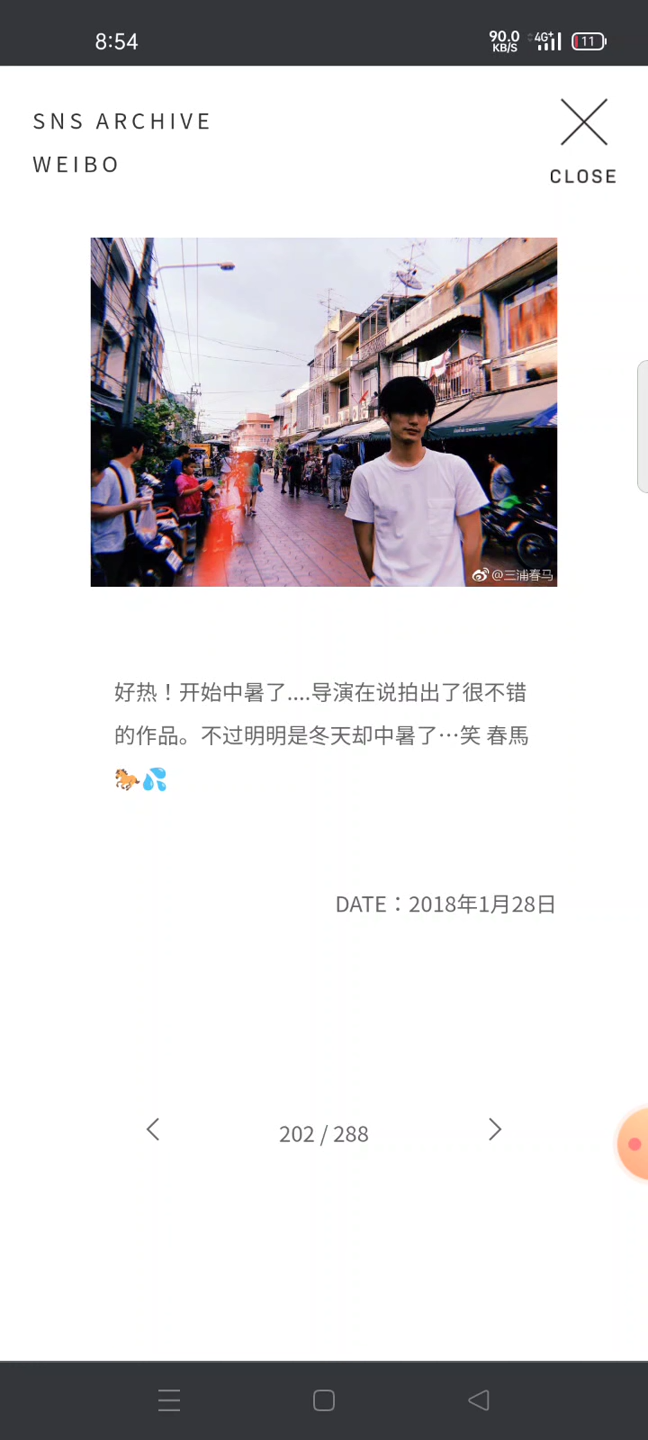 8:54
90.0
KB/S
4G+
11
SNS ARCHIVE
WEIBO
CLOSE
@三浦春马
好热！开始中暑了....导演在说拍出了很不错
的作品。不过明明是冬天却中暑了…笑 春馬
🐎💦
DATE：2018年1月28日
202 / 288